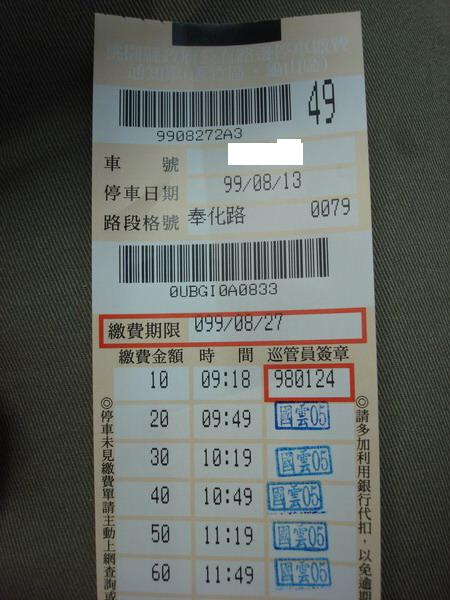 49
9908272A3
車 號
停車日期 99/08/13
路段格號 奉化路 0079
0UBGI0A0833
繳費期限 099/08/27
繳費金額 時 間 巡管員簽章
10 09:18 980124
20 09:49 國雲05
30 10:19 國雲05
40 10:49 國雲05
50 11:19 國雲05
60 11:49 國雲05
◎停車未見繳費單請主動上網查詢或
◎請多加利用銀行代扣，以免逾期